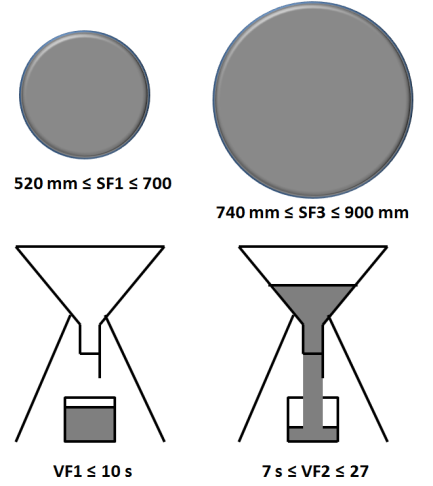 520 mm ≤ SF1 ≤ 700
740 mm ≤ SF3 ≤ 900 mm
VF1 ≤ 10 s
7 s ≤ VF2 ≤ 27